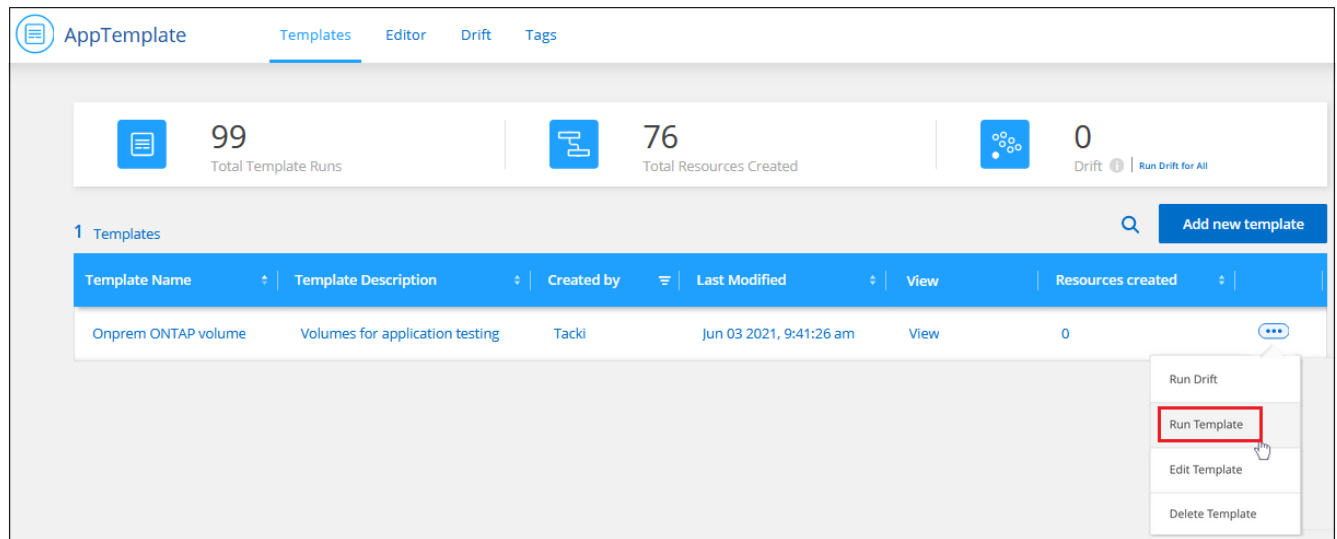 AppTemplate Templates Editor Drift Tags
99 76 0
Total Template Runs Total Resources Created Drift i Run Drift for All
1 Templates Add new template
Template Name Template Description Created by Last Modified View Resources created
Onprem ONTAP volume Volumes for application testing Tacki Jun 03 2021, 9:41:26 am View 0
Run Drift
Run Template
Edit Template
Delete Template